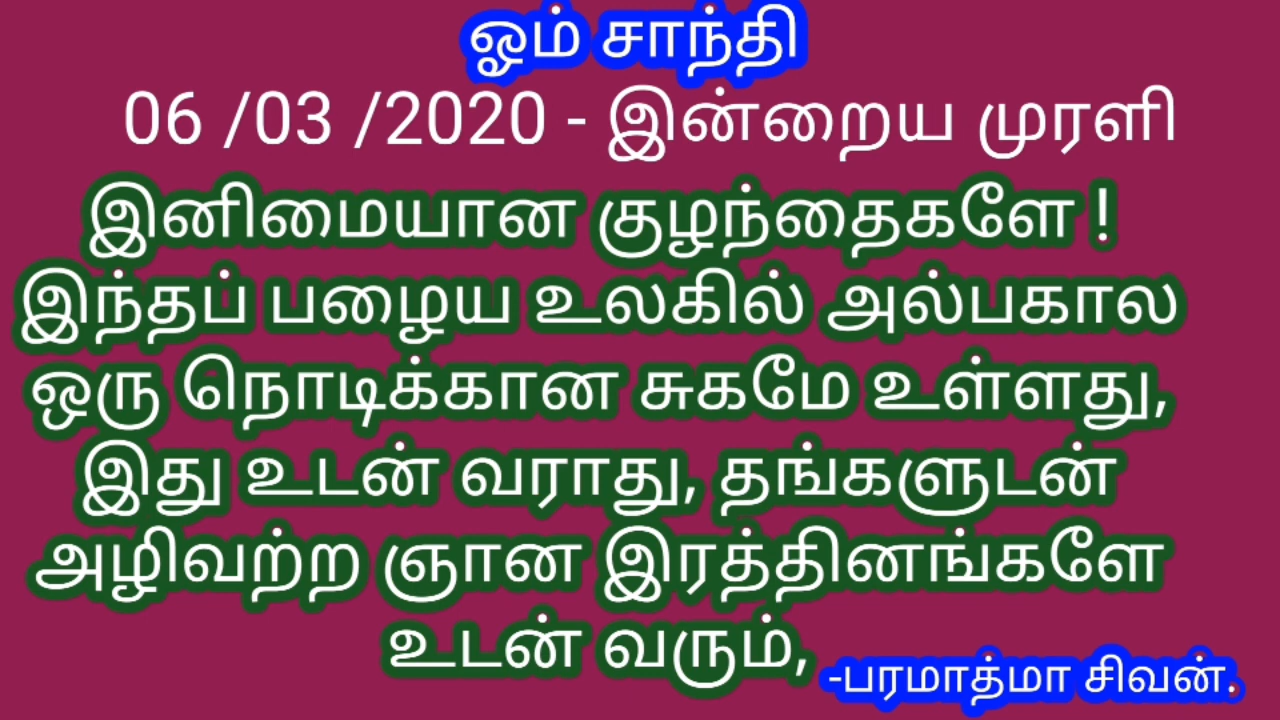 ஓம் சாந்தி
06 /03 /2020 - இன்றைய முரளி
இனிமையான குழந்தைகளே !
இந்தப் பழைய உலகில் அல்பகால
ஒரு நொடிக்கான சுகமே உள்ளது,
இது உடன் வராது, தங்களுடன்
அழிவற்ற ஞான இரத்தினங்களே
உடன் வரும்,
-பரமாத்மா சிவன்.